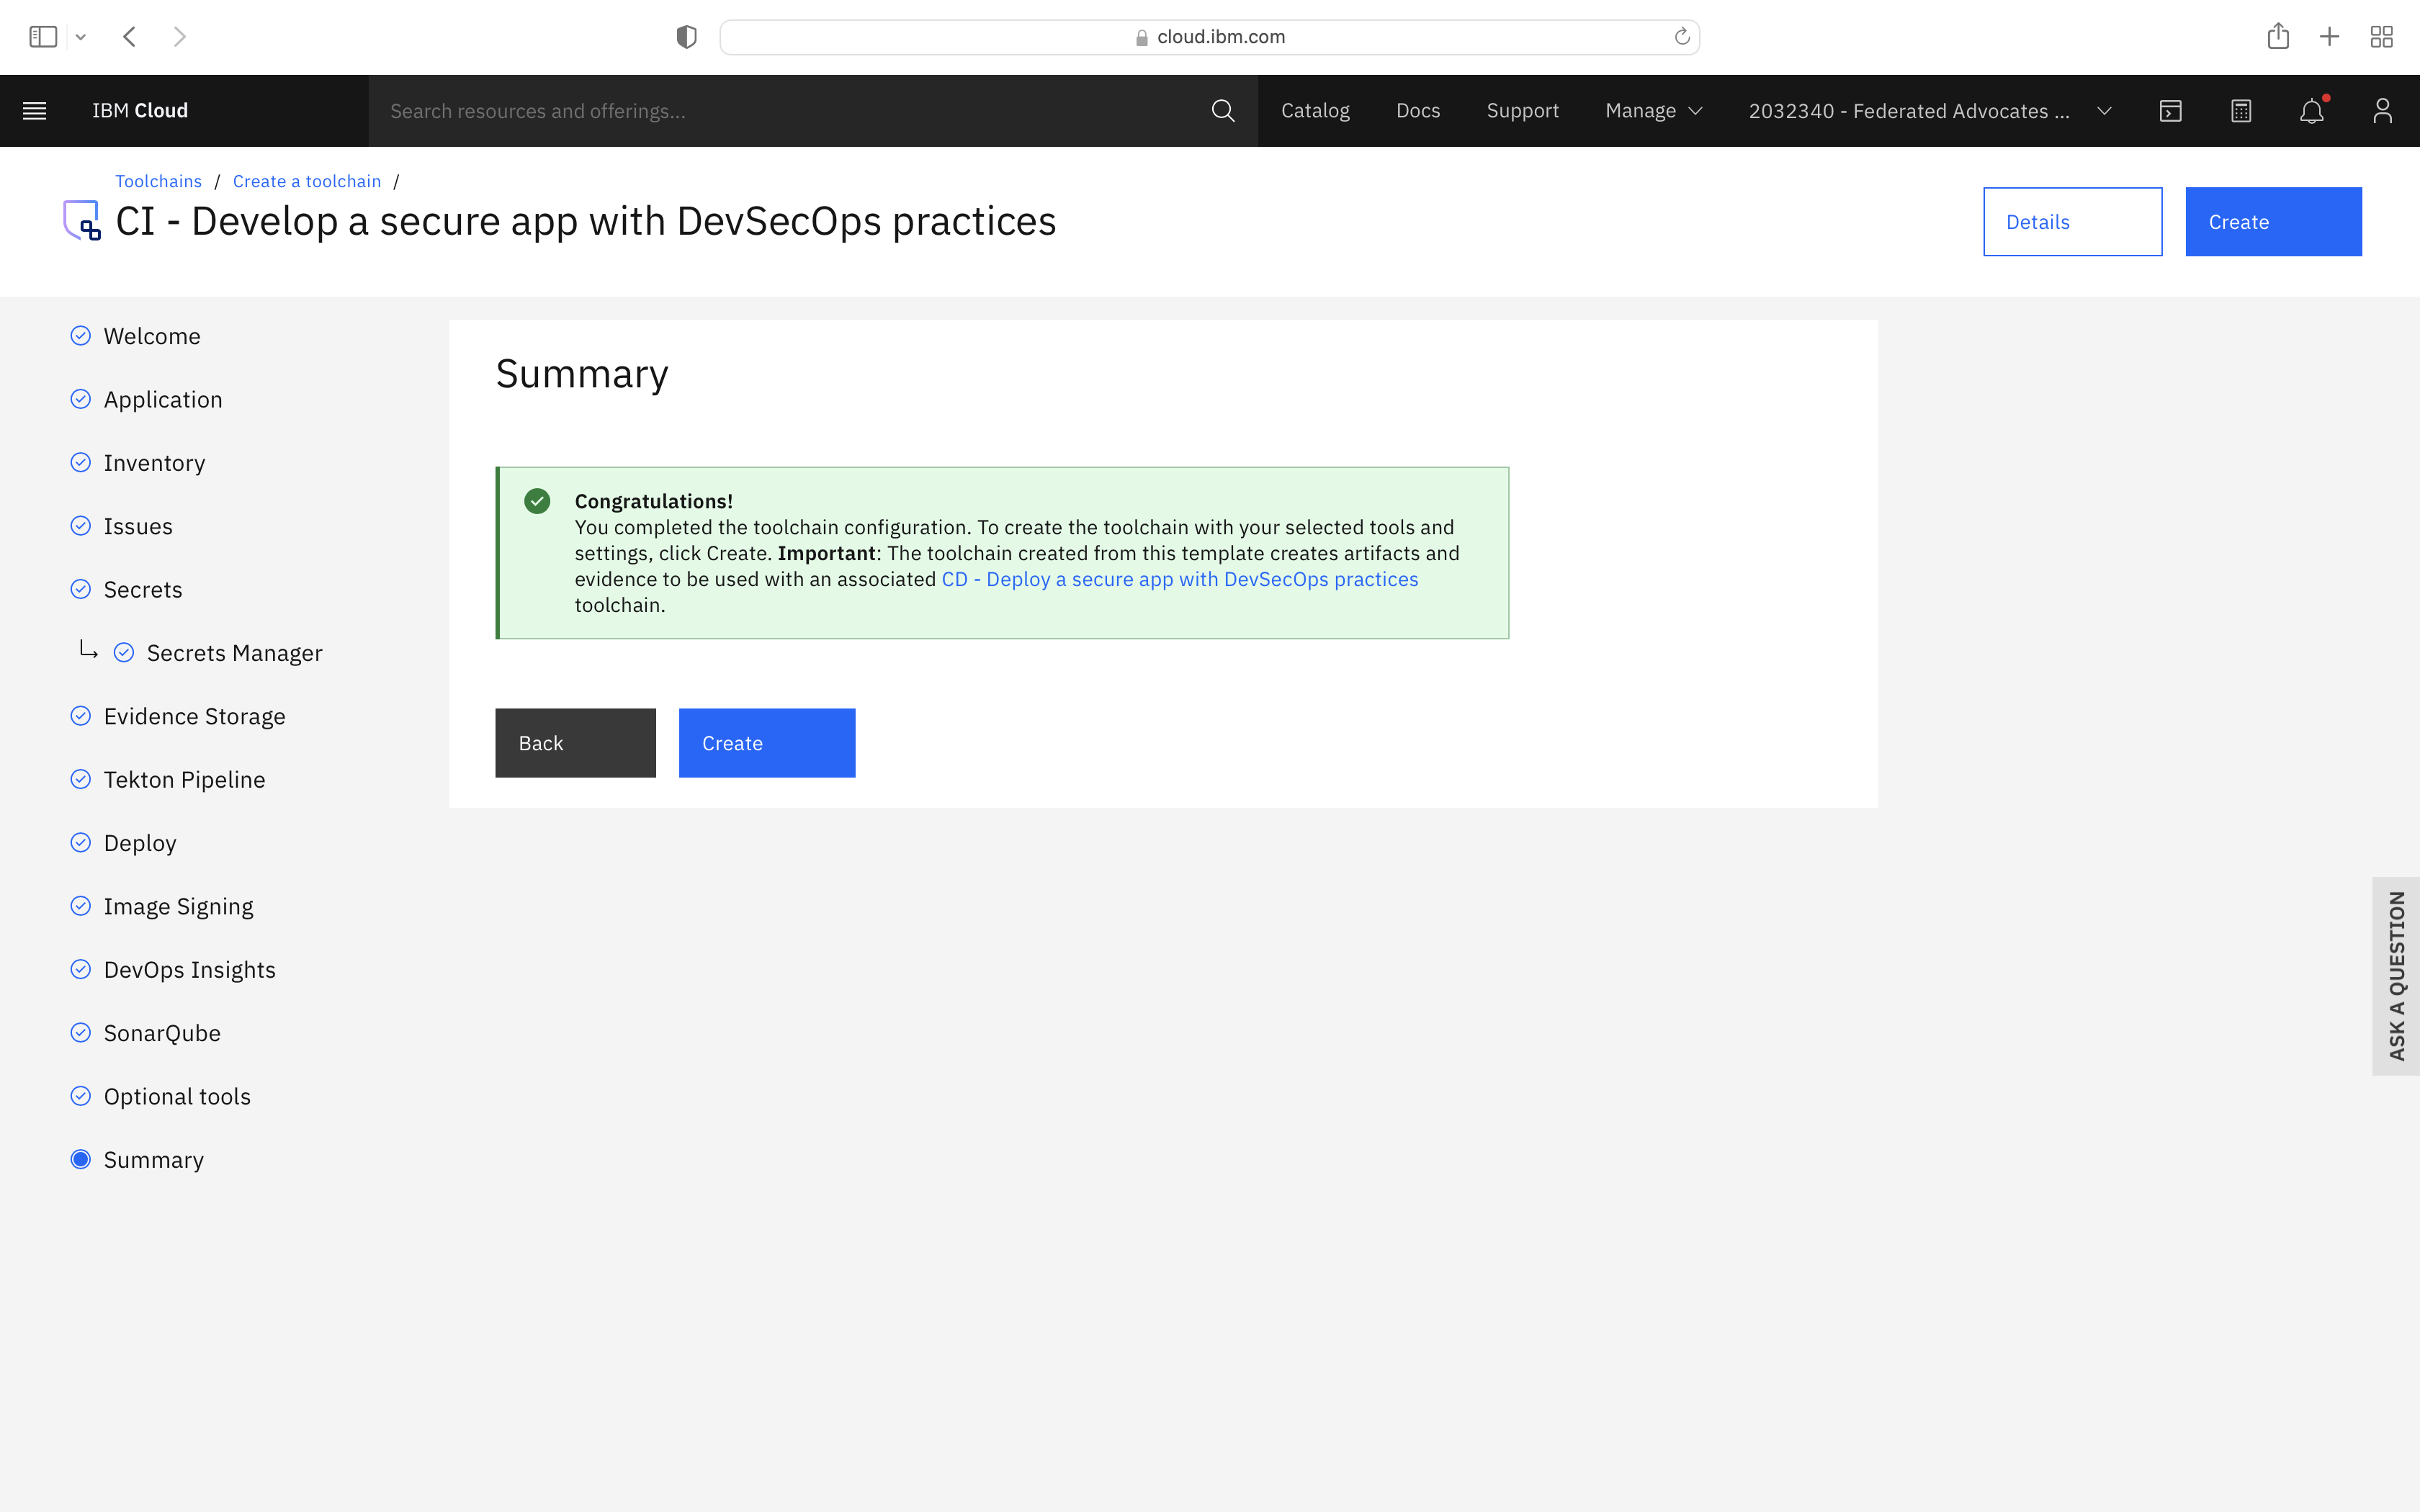 cloud.ibm.com
IBM Cloud
Search resources and offerings...
Catalog
Docs
Support
Manage
2032340 - Federated Advocates ...
Toolchains / Create a toolchain /
CI - Develop a secure app with DevSecOps practices
Details
Create
Welcome
Application
Inventory
Issues
Secrets
Secrets Manager
Evidence Storage
Tekton Pipeline
Deploy
Image Signing
DevOps Insights
SonarQube
Optional tools
Summary
Summary
Congratulations!
You completed the toolchain configuration. To create the toolchain with your selected tools and
settings, click Create. Important: The toolchain created from this template creates artifacts and
evidence to be used with an associated CD - Deploy a secure app with DevSecOps practices
toolchain.
Back
Create
ASK A QUESTION